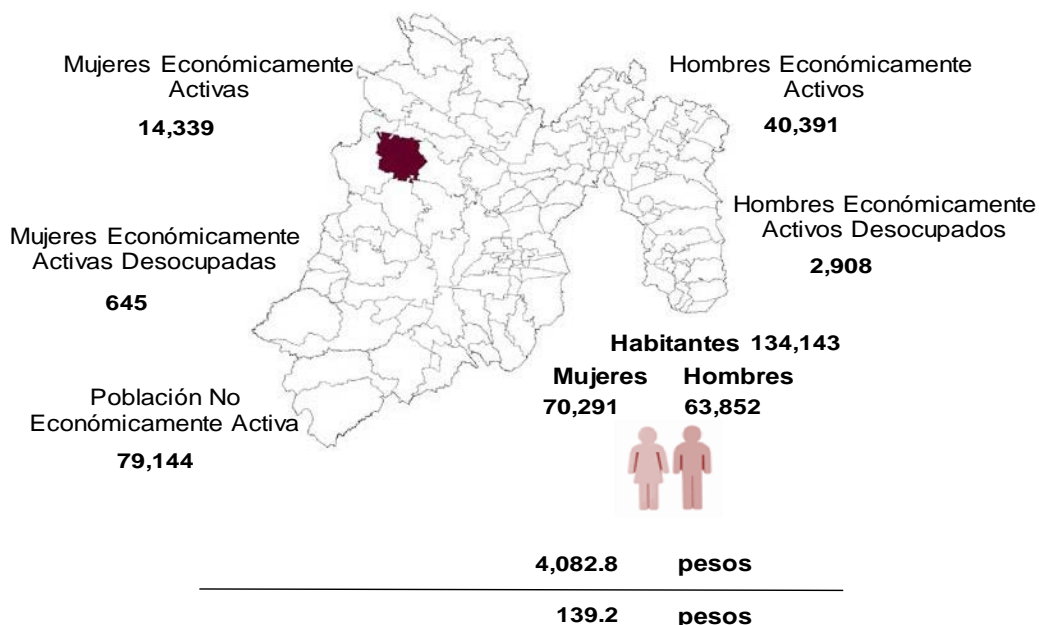 Mujeres Económicamente
Activas
14,339
Hombres Económicamente
Activos
40,391
Mujeres Económicamente
Activas Desocupadas
645
Hombres Económicamente
Activos Desocupados
2,908
Habitantes 134,143
Mujeres Hombres
70,291 63,852
Población No
Económicamente Activa
79,144
4,082.8 pesos
139.2 pesos